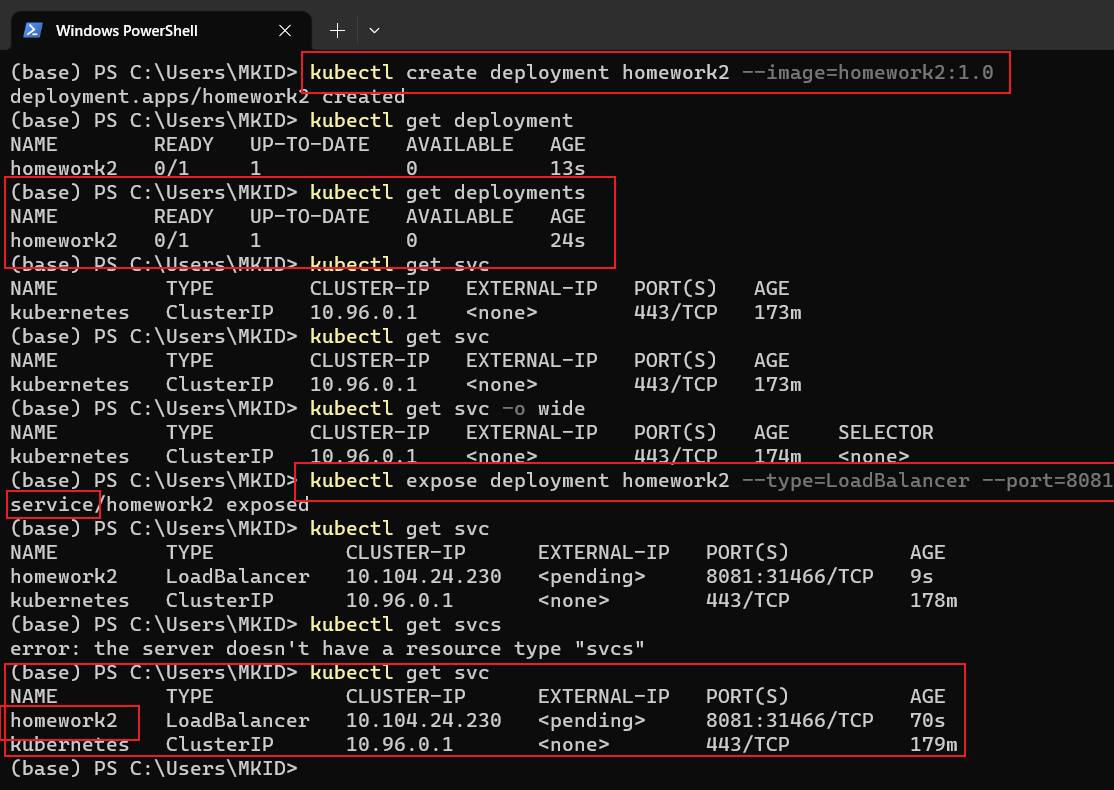 Windows PowerShell
(base) PS C:\Users\MKID> kubectl create deployment homework2 --image=homework2:1.0
deployment.apps/homework2 created
(base) PS C:\Users\MKID> kubectl get deployment
NAME        READY   UP-TO-DATE   AVAILABLE   AGE
homework2   0/1     1            0           13s
(base) PS C:\Users\MKID> kubectl get deployments
NAME        READY   UP-TO-DATE   AVAILABLE   AGE
homework2   0/1     1            0           24s
(base) PS C:\Users\MKID> kubectl get svc
NAME         TYPE        CLUSTER-IP   EXTERNAL-IP   PORT(S)   AGE
kubernetes   ClusterIP   10.96.0.1    <none>        443/TCP   173m
(base) PS C:\Users\MKID> kubectl get svc
NAME         TYPE        CLUSTER-IP   EXTERNAL-IP   PORT(S)   AGE
kubernetes   ClusterIP   10.96.0.1    <none>        443/TCP   173m
(base) PS C:\Users\MKID> kubectl get svc -o wide
NAME         TYPE        CLUSTER-IP   EXTERNAL-IP   PORT(S)   AGE    SELECTOR
kubernetes   ClusterIP   10.96.0.1    <none>        443/TCP   174m   <none>
(base) PS C:\Users\MKID> kubectl expose deployment homework2 --type=LoadBalancer --port=8081
service/homework2 exposed
(base) PS C:\Users\MKID> kubectl get svc
NAME         TYPE           CLUSTER-IP      EXTERNAL-IP   PORT(S)          AGE
homework2    LoadBalancer   10.104.24.230   <pending>     8081:31466/TCP   9s
kubernetes   ClusterIP      10.96.0.1       <none>        443/TCP          178m
(base) PS C:\Users\MKID> kubectl get svcs
error: the server doesn't have a resource type "svcs"
(base) PS C:\Users\MKID> kubectl get svc
NAME         TYPE           CLUSTER-IP      EXTERNAL-IP   PORT(S)          AGE
homework2    LoadBalancer   10.104.24.230   <pending>     8081:31466/TCP   70s
kubernetes   ClusterIP      10.96.0.1       <none>        443/TCP          179m
(base) PS C:\Users\MKID>